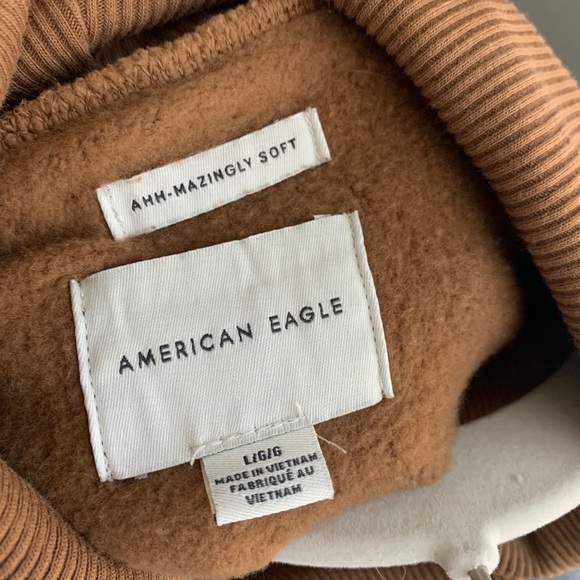 AHH-MAZINGLY SOFT
AMERICAN EAGLE
L/G/G
MADE IN VIETNAM
FABRIQUÉ AU
VIETNAM